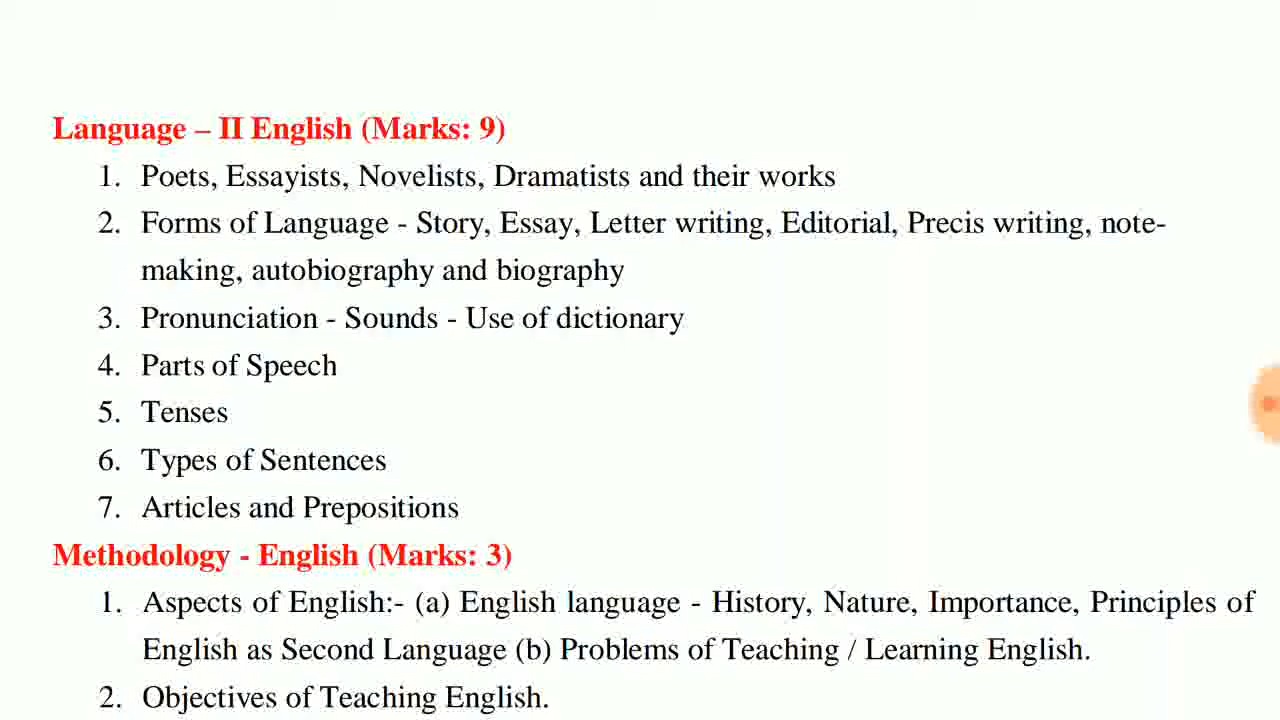 Language – II English (Marks: 9)
1. Poets, Essayists, Novelists, Dramatists and their works
2. Forms of Language - Story, Essay, Letter writing, Editorial, Precis writing, note-
making, autobiography and biography
3. Pronunciation - Sounds - Use of dictionary
4. Parts of Speech
5. Tenses
6. Types of Sentences
7. Articles and Prepositions
Methodology - English (Marks: 3)
1. Aspects of English:- (a) English language - History, Nature, Importance, Principles of
English as Second Language (b) Problems of Teaching / Learning English.
2. Objectives of Teaching English.